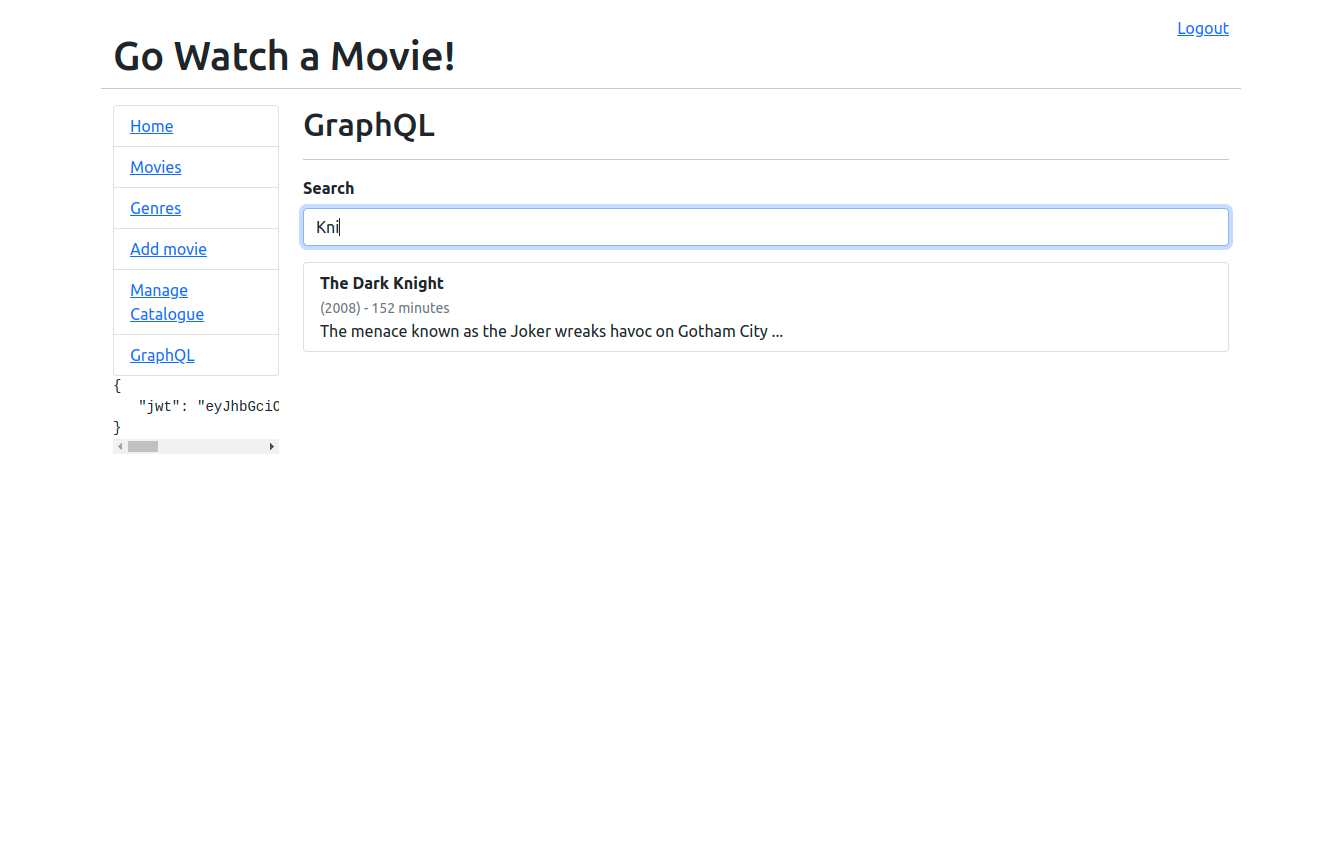 Logout
Go Watch a Movie!
Home
Movies
Genres
Add movie
Manage
Catalogue
GraphQL
{
"jwt": "eyJhbGciO
}
GraphQL
Search
Kni
The Dark Knight
(2008) - 152 minutes
The menace known as the Joker wreaks havoc on Gotham City ...